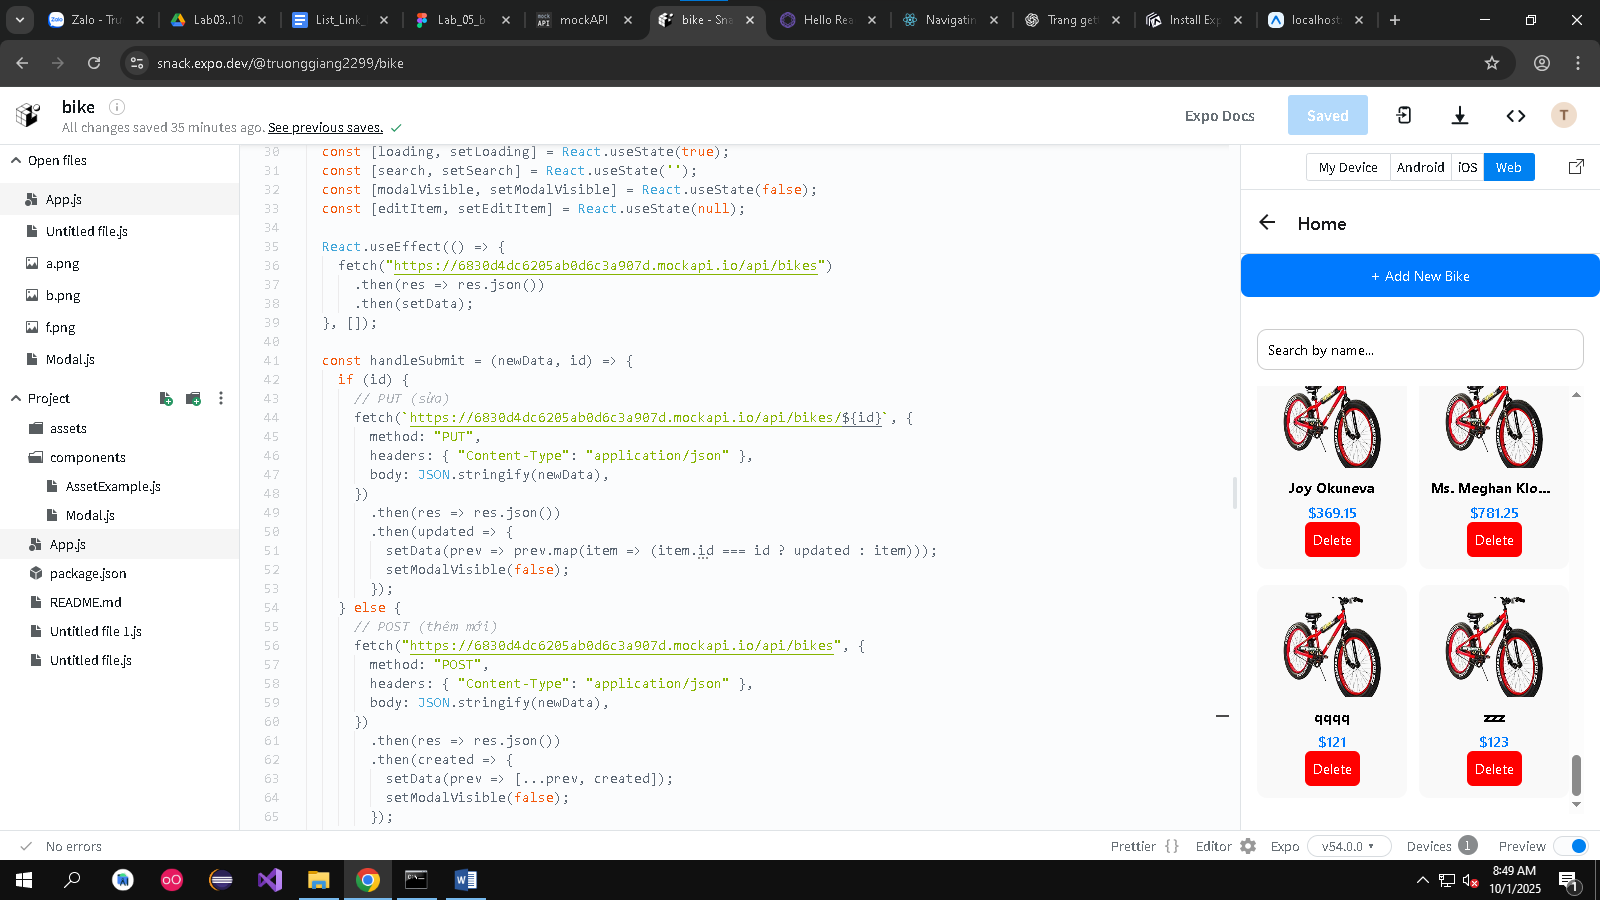 Zalo - Tru
Lab03..10
List_Link_
Lab_05_b
mock API
mockAPI
bike - Sna
Hello Rea
Navigatin
Trang get
Install Exp
localhost
snack.expo.dev/@truonggiang2299/bike
bike
All changes saved 35 minutes ago. See previous saves.
Expo Docs
Saved
T
Open files
App.js
Untitled file.js
a.png
b.png
f.png
Modal.js
Project
assets
components
AssetExample.js
Modal.js
App.js
package.json
README.md
Untitled file 1.js
Untitled file.js
30 const [loading, setLoading] = React.useState(true);
31 const [search, setSearch] = React.useState('');
32 const [modalVisible, setModalVisible] = React.useState(false);
33 const [editItem, setEditItem] = React.useState(null);
34
35 React.useEffect(() => {
36 fetch("https://6830d4dc6205ab0d6c3a907d.mockapi.io/api/bikes")
37 .then(res => res.json())
38 .then(setData);
39 }, []);
40
41 const handleSubmit = (newData, id) => {
42 if (id) {
43 // PUT (sửa)
44 fetch(`https://6830d4dc6205ab0d6c3a907d.mockapi.io/api/bikes/${id}`, {
45 method: "PUT",
46 headers: { "Content-Type": "application/json" },
47 body: JSON.stringify(newData),
48 })
49 .then(res => res.json())
50 .then(updated => {
51 setData(prev => prev.map(item => (item.id === id ? updated : item)));
52 setModalVisible(false);
53 });
54 } else {
55 // POST (thêm mới)
56 fetch("https://6830d4dc6205ab0d6c3a907d.mockapi.io/api/bikes", {
57 method: "POST",
58 headers: { "Content-Type": "application/json" },
59 body: JSON.stringify(newData),
60 })
61 .then(res => res.json())
62 .then(created => {
63 setData(prev => [...prev, created]);
64 setModalVisible(false);
65 });
My Device
Android
iOS
Web
Home
+ Add New Bike
Search by name...
Joy Okuneva
$369.15
Delete
Ms. Meghan Klo...
$781.25
Delete
qqqq
$121
Delete
zzz
$123
Delete
No errors
Prettier {}
Editor
Expo
v54.0.0
Devices 1
Preview
8:49 AM
10/1/2025
1